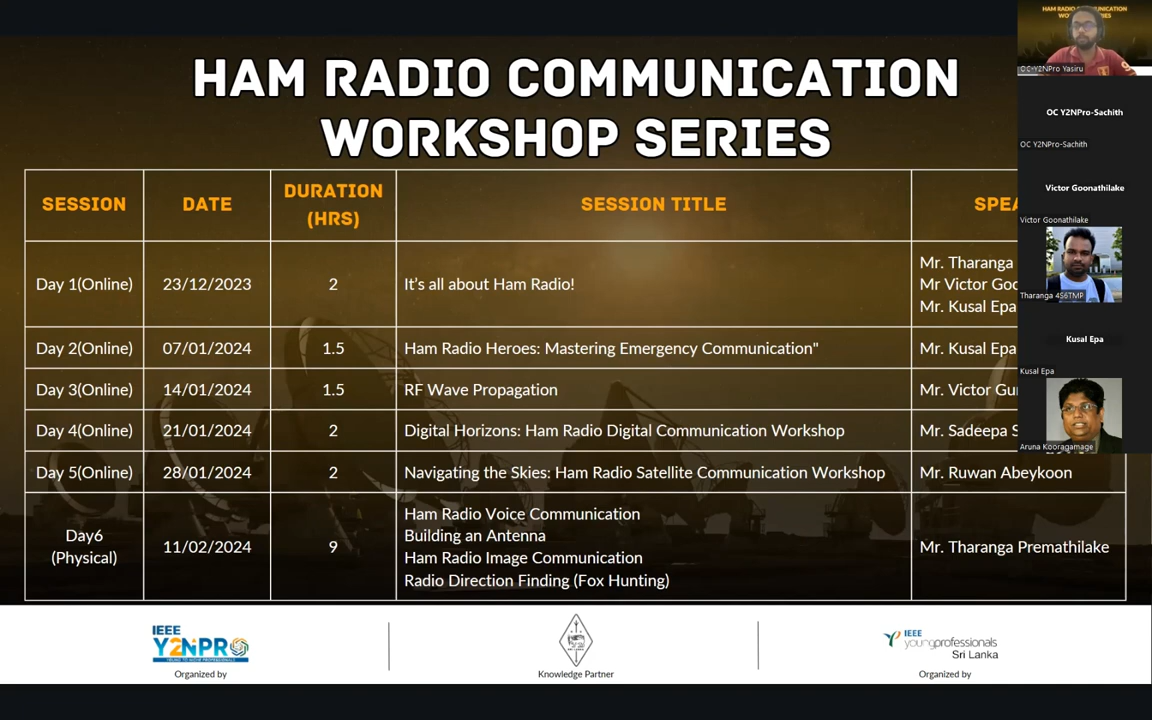 HAM RADIO COMMUNICATION
WORKSHOP SERIES
SESSION
DATE
DURATION
(HRS)
SESSION TITLE
SPEA
Day 1(Online)
23/12/2023
2
It's all about Ham Radio!
Mr. Tharanga
Mr Victor Goo
Mr. Kusal Epa
Day 2(Online)
07/01/2024
1.5
Ham Radio Heroes: Mastering Emergency Communication"
Mr. Kusal Epa
Day 3(Online)
14/01/2024
1.5
RF Wave Propagation
Mr. Victor Gu
Day 4(Online)
21/01/2024
2
Digital Horizons: Ham Radio Digital Communication Workshop
Mr. Sadeepa S
Day 5(Online)
28/01/2024
2
Navigating the Skies: Ham Radio Satellite Communication Workshop
Mr. Ruwan Abeykoon
Day6
(Physical)
11/02/2024
9
Ham Radio Voice Communication
Building an Antenna
Ham Radio Image Communication
Radio Direction Finding (Fox Hunting)
Mr. Tharanga Premathilake
IEEE
Y2NPRO
Organized by
Knowledge Partner
IEEE
youngprofessionals
Sri Lanka
Organized by
OC-Y2NPro Yasiru
OC Y2NPro-Sachith
OC Y2NPro-Sachith
Victor Goonathilake
Victor Goonathilake
Tharanga 4S6TMP
Kusal Epa
Kusal Epa
Aruna Kooragamage